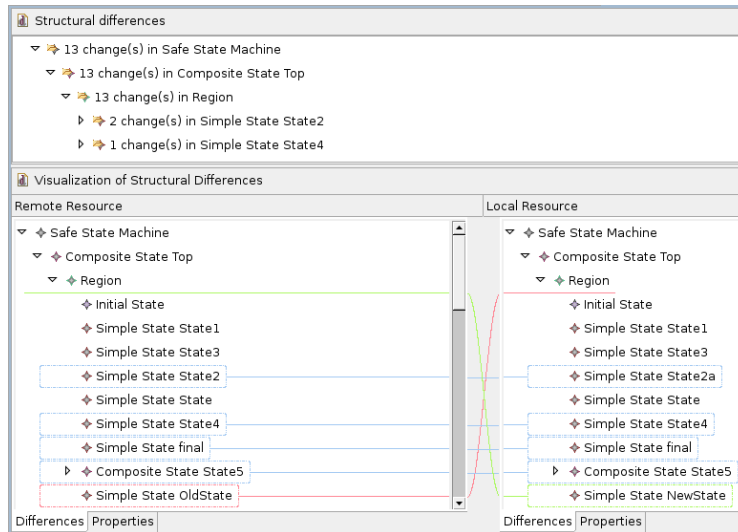 Structural differences
13 change(s) in Safe State Machine
13 change(s) in Composite State Top
13 change(s) in Region
2 change(s) in Simple State State2
1 change(s) in Simple State State4
Visualization of Structural Differences
Remote Resource
Safe State Machine
Composite State Top
Region
Initial State
Simple State State1
Simple State State3
Simple State State2
Simple State State
Simple State State4
Simple State final
Composite State State5
Simple State OldState
Differences Properties
Local Resource
Safe State Machine
Composite State Top
Region
Initial State
Simple State State1
Simple State State3
Simple State State2a
Simple State State
Simple State State4
Simple State final
Composite State State5
Simple State NewState
Differences Properties